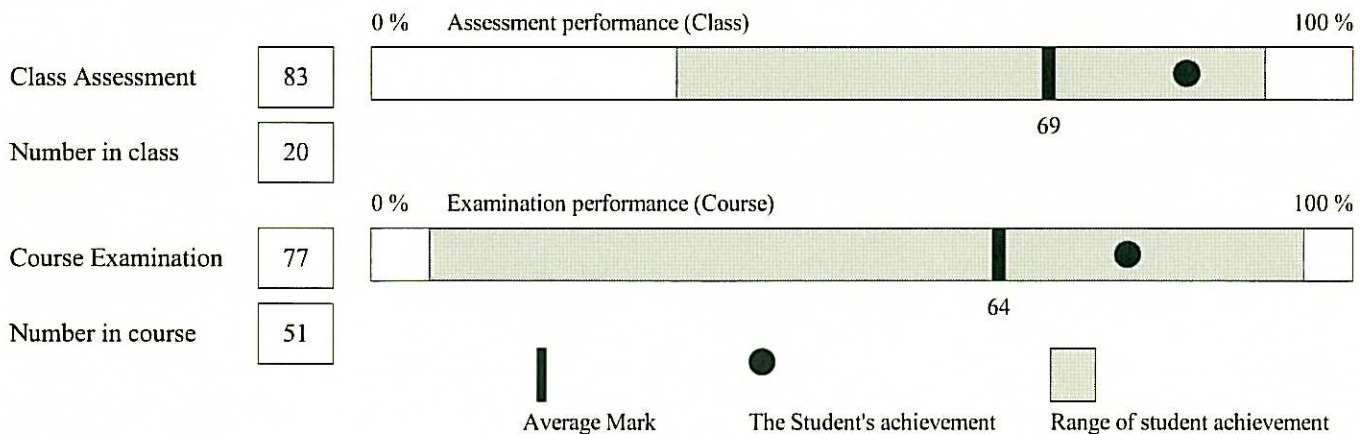 0 % Assessment performance (Class) 100 %
Class Assessment 83
69
Number in class 20
0 % Examination performance (Course) 100 %
Course Examination 77
64
Number in course 51
Average Mark The Student's achievement Range of student achievement